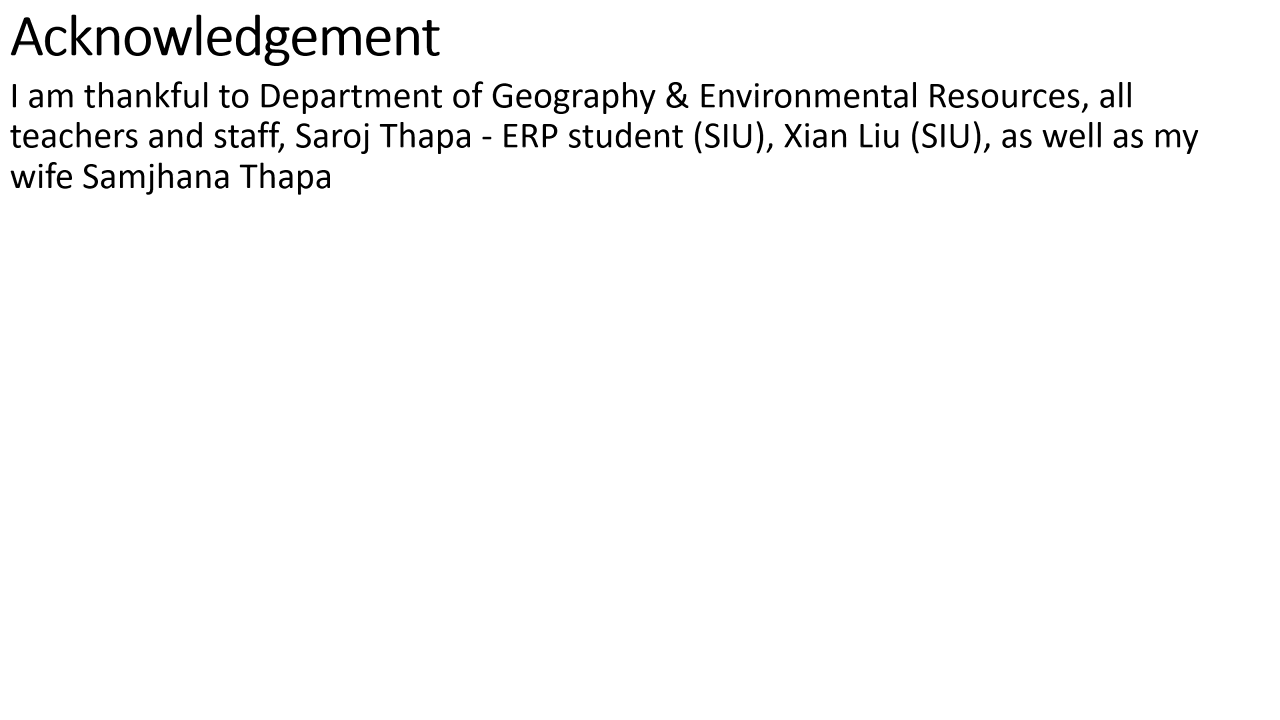 Acknowledgement
I am thankful to Department of Geography & Environmental Resources, all
teachers and staff, Saroj Thapa - ERP student (SIU), Xian Liu (SIU), as well as my
wife Samjhana Thapa